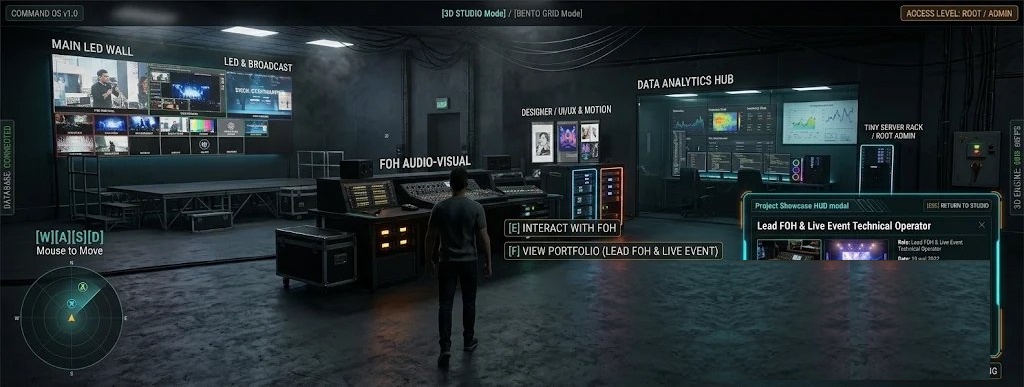 COMMAND OS v1.0
[3D STUDIO Mode] / [BENTO GRID Mode]
ACCESS LEVEL: ROOT / ADMIN
MAIN LED WALL
LED & BROADCAST
DATA ANALYTICS HUB
DESIGNER / UI/UX & MOTION
TINY SERVER RACK
/ ROOT ADMIN
DATABASE CONNECTED
FOH AUDIO-VISUAL
[E] INTERACT WITH FOH
[F] VIEW PORTFOLIO (LEAD FOH & LIVE EVENT)
Project Showcase HUD modal
[ESS] RETURN TO STUDIO
Lead FOH & Live Event Technical Operator
Role: Lead FOH & Live Event
Technical Operator
[W][A][S][D]
Mouse to Move
N
W
E
S